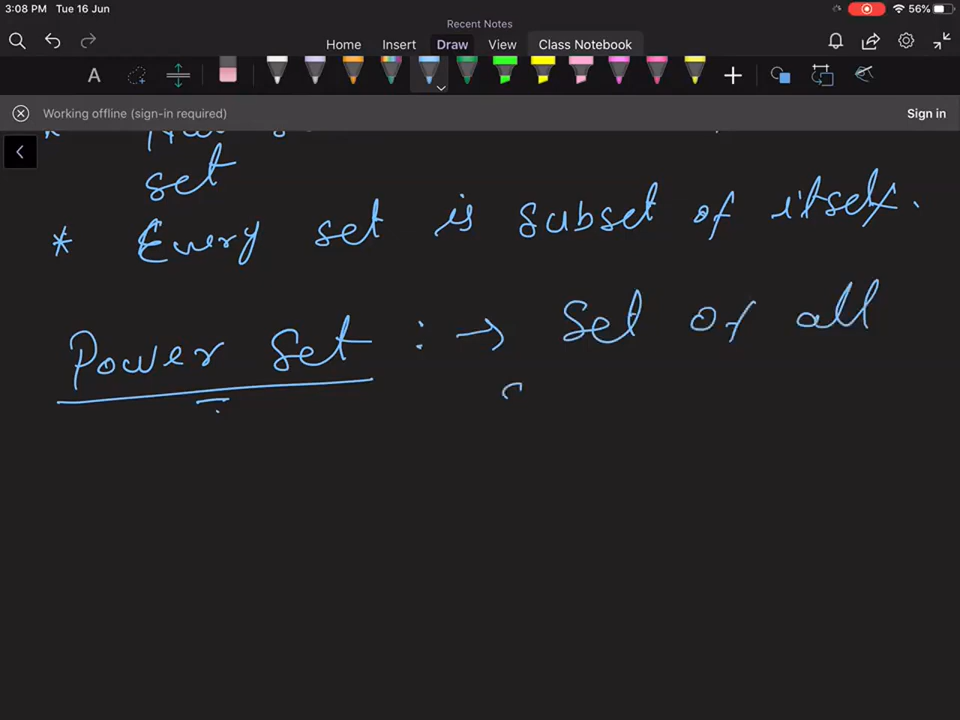 3:08 PM Tue 16 Jun 56%
Recent Notes
Home Insert Draw View Class Notebook
A
Working offline (sign-in required) Sign in
set
* Every set is subset of itself.
Power Set :→ Set of all